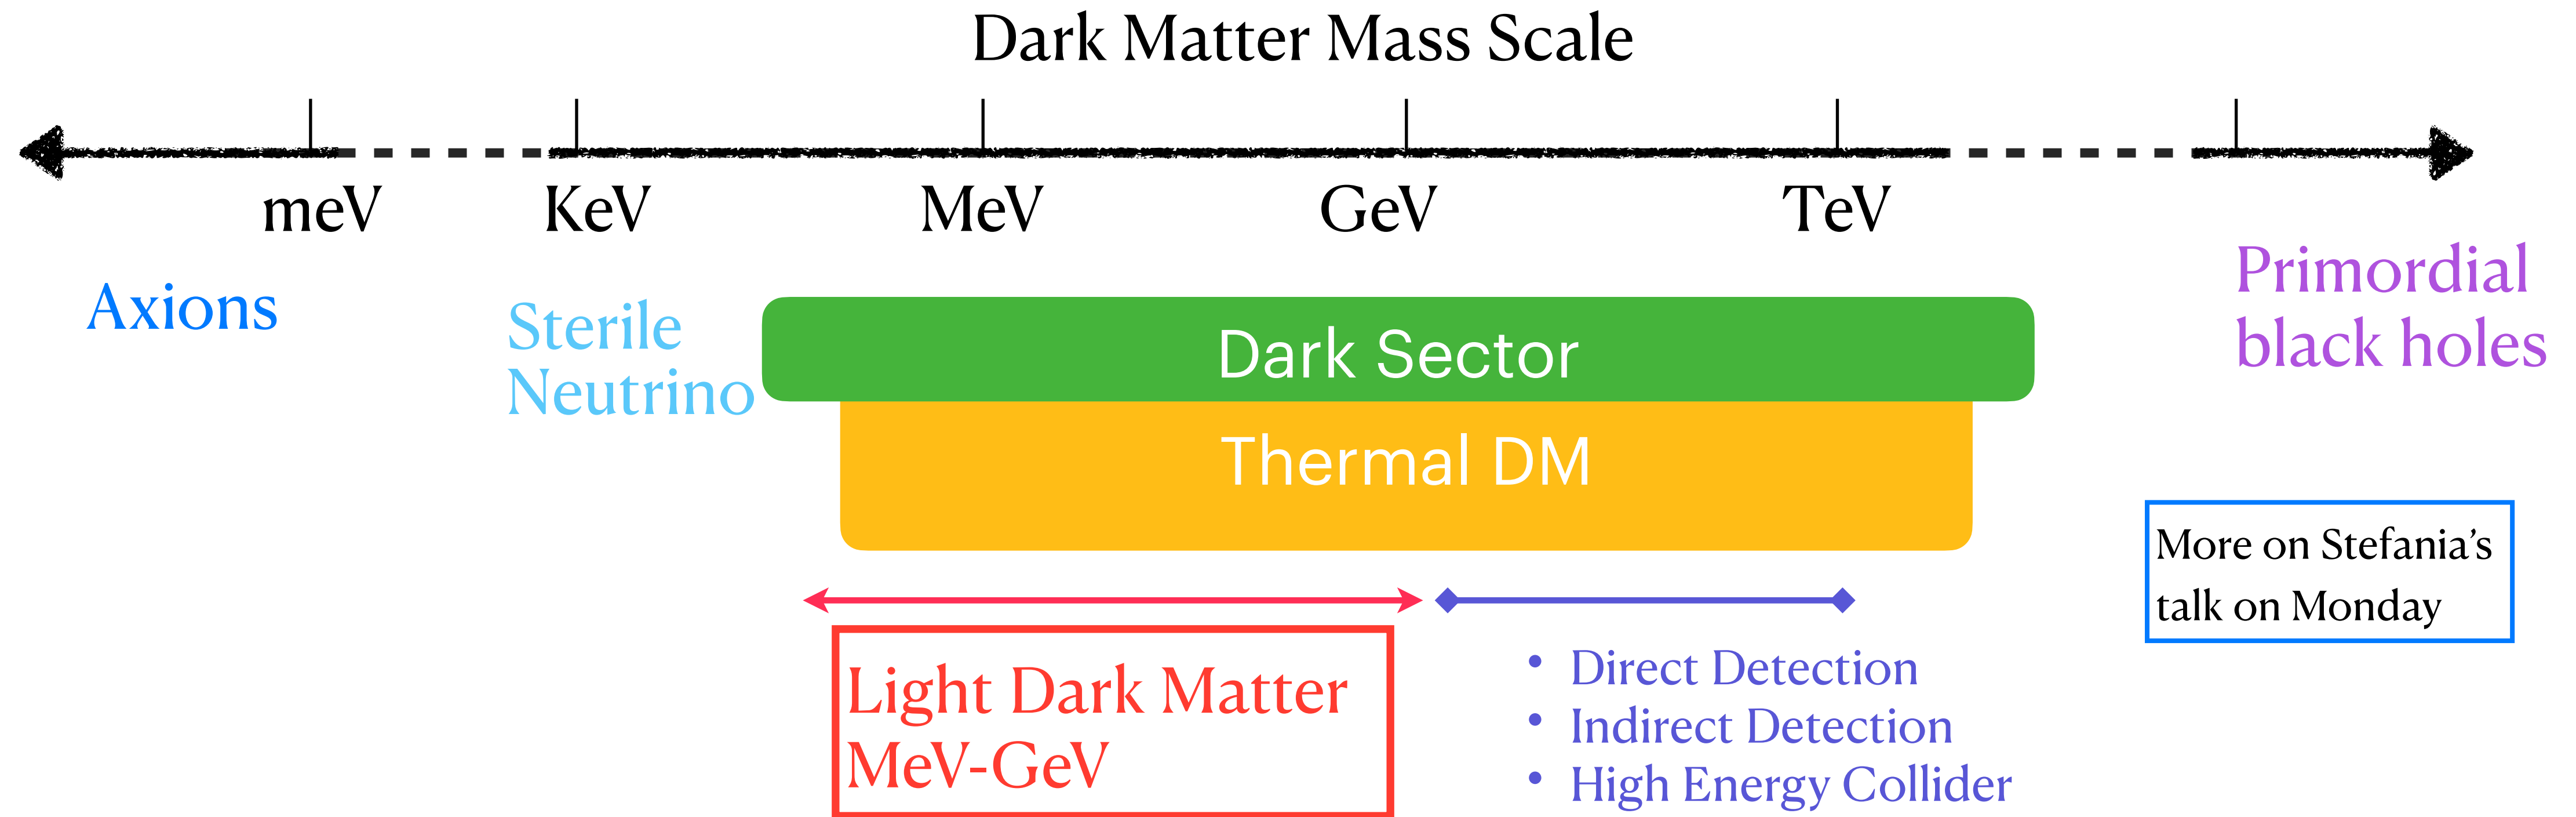 Dark Matter Mass Scale
meV
KeV
MeV
GeV
TeV
Axions
Sterile
Neutrino
Dark Sector
Thermal DM
Primordial
black holes
More on Stefania’s
talk on Monday
Light Dark Matter
MeV-GeV
• Direct Detection
• Indirect Detection
• High Energy Collider